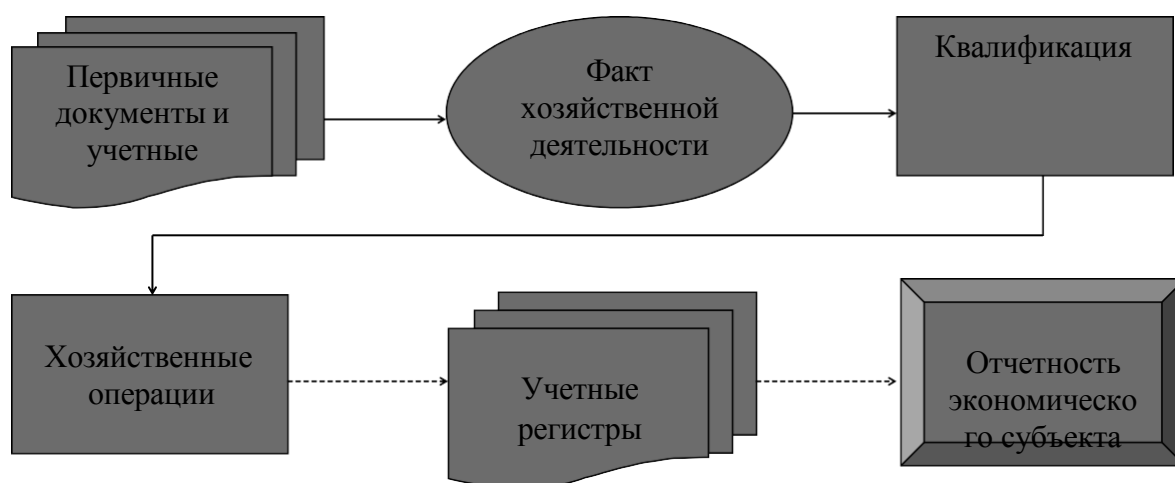 Первичные
документы и
учетные
Факт
хозяйственной
деятельности
Квалификация
Хозяйственные
операции
Учетные
регистры
Отчетность
экономическо
го субъекта